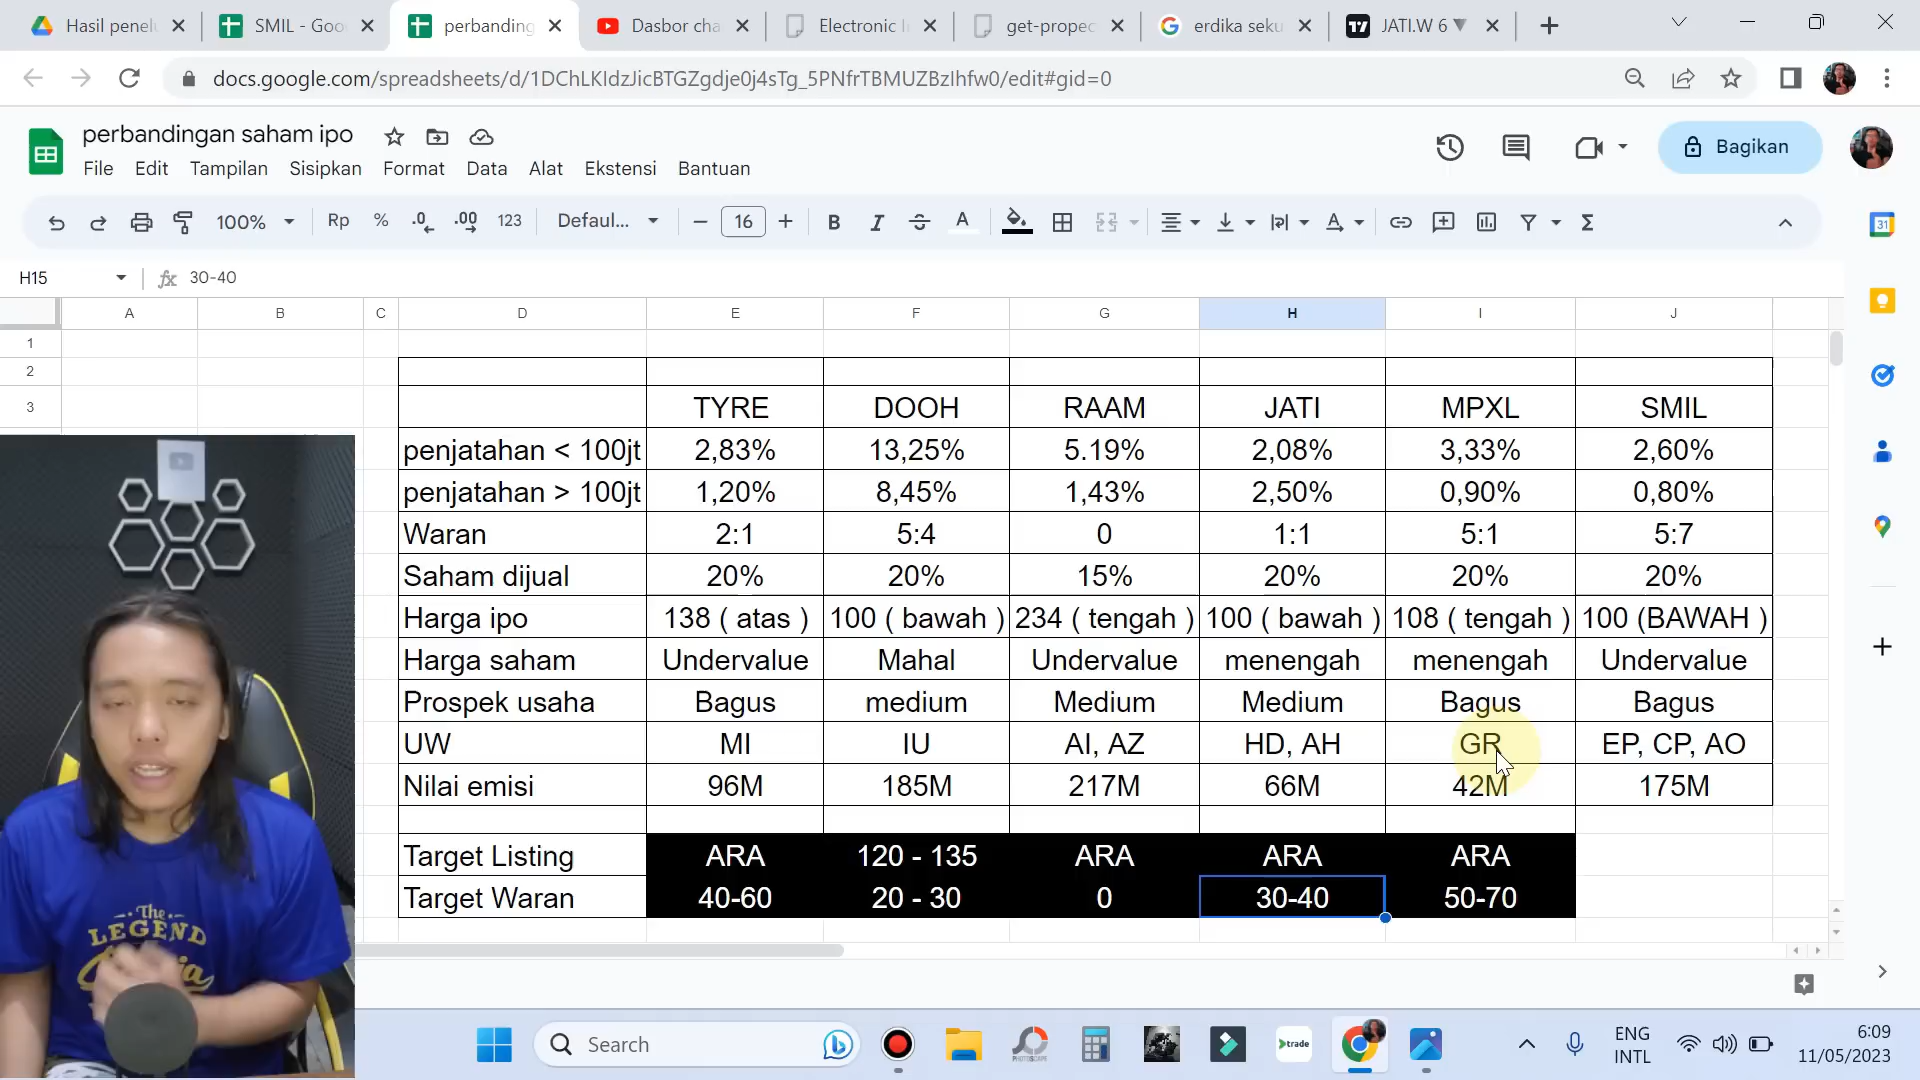 Hasil penel
SMIL - Goo
perbanding
Dasbor cha
Electronic I
get-propec
erdika seku
JATI.W 6 ▼
docs.google.com/spreadsheets/d/1DChLKIdzJicBTGZgdje0j4sTg_5PNfrTBMUZBzIhfw0/edit#gid=0
perbandingan saham ipo
File Edit Tampilan Sisipkan Format Data Alat Ekstensi Bantuan
Bagikan
100% Rp % .0 .00 123 Defaul... 16 B I A
H15 fx 30-40
A B C D E F G H I J
1
2
3 TYRE DOOH RAAM JATI MPXL SMIL
penjatahan < 100jt 2,83% 13,25% 5.19% 2,08% 3,33% 2,60%
penjatahan > 100jt 1,20% 8,45% 1,43% 2,50% 0,90% 0,80%
Waran 2:1 5:4 0 1:1 5:1 5:7
Saham dijual 20% 20% 15% 20% 20% 20%
Harga ipo 138 ( atas ) 100 ( bawah ) 234 ( tengah ) 100 ( bawah ) 108 ( tengah ) 100 (BAWAH )
Harga saham Undervalue Mahal Undervalue menengah menengah Undervalue
Prospek usaha Bagus medium Medium Medium Bagus Bagus
UW MI IU AI, AZ HD, AH GR EP, CP, AO
Nilai emisi 96M 185M 217M 66M 42M 175M
Target Listing ARA 120 - 135 ARA ARA ARA
Target Waran 40-60 20 - 30 0 30-40 50-70
The
LEGEND
Search
PHOTOSCAPE
trade
ENG
INTL
6:09
11/05/2023
31